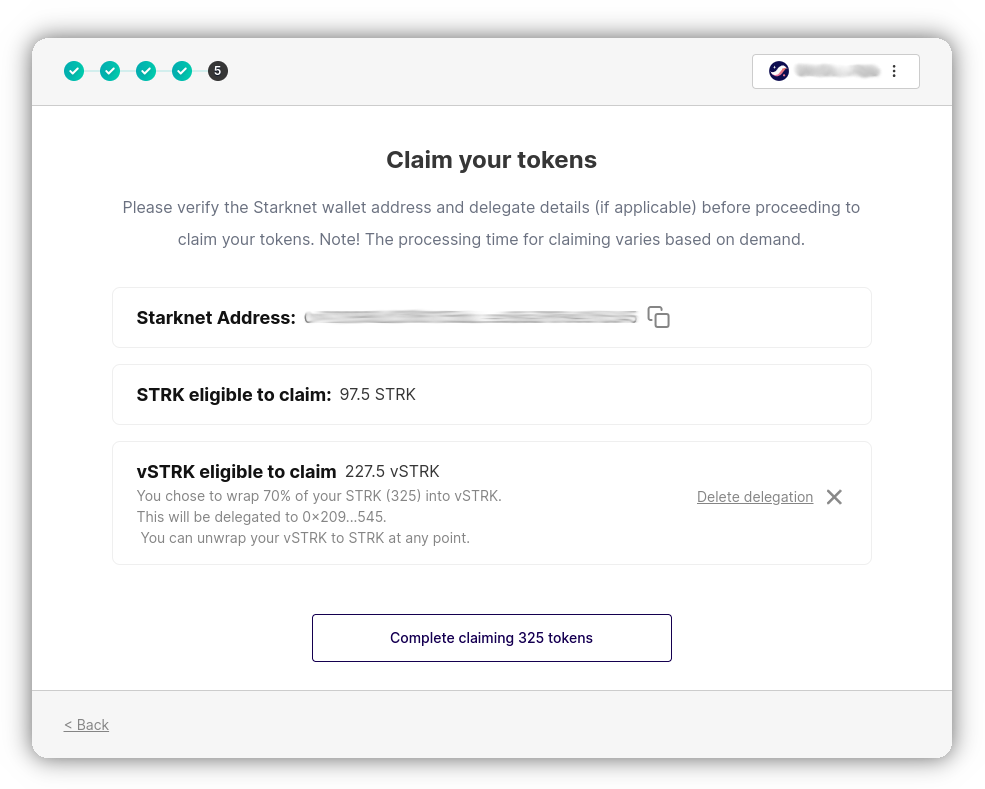 5
Claim your tokens
Please verify the Starknet wallet address and delegate details (if applicable) before proceeding to
claim your tokens. Note! The processing time for claiming varies based on demand.
Starknet Address:
STRK eligible to claim: 97.5 STRK
vSTRK eligible to claim 227.5 vSTRK
You chose to wrap 70% of your STRK (325) into vSTRK.
This will be delegated to 0×209...545.
You can unwrap your vSTRK to STRK at any point.
Delete delegation
Complete claiming 325 tokens
< Back